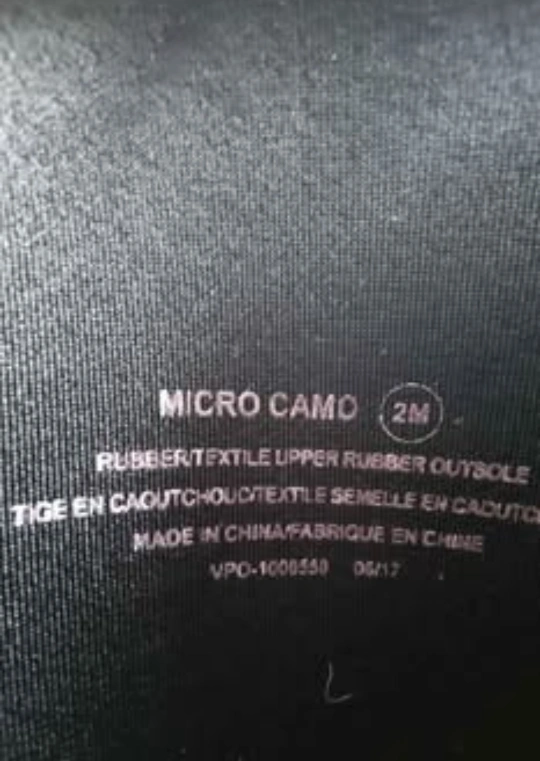 MICRO CAMO 2M
RUBBER/TEXTILE UPPER RUBBER OUTSOLE
TIGE EN CAOUTCHOUC/TEXTILE SEMELLE EN CAOUTC
MADE IN CHINA/FABRIQUE EN CHINE
VPO-1000550 06/17
L